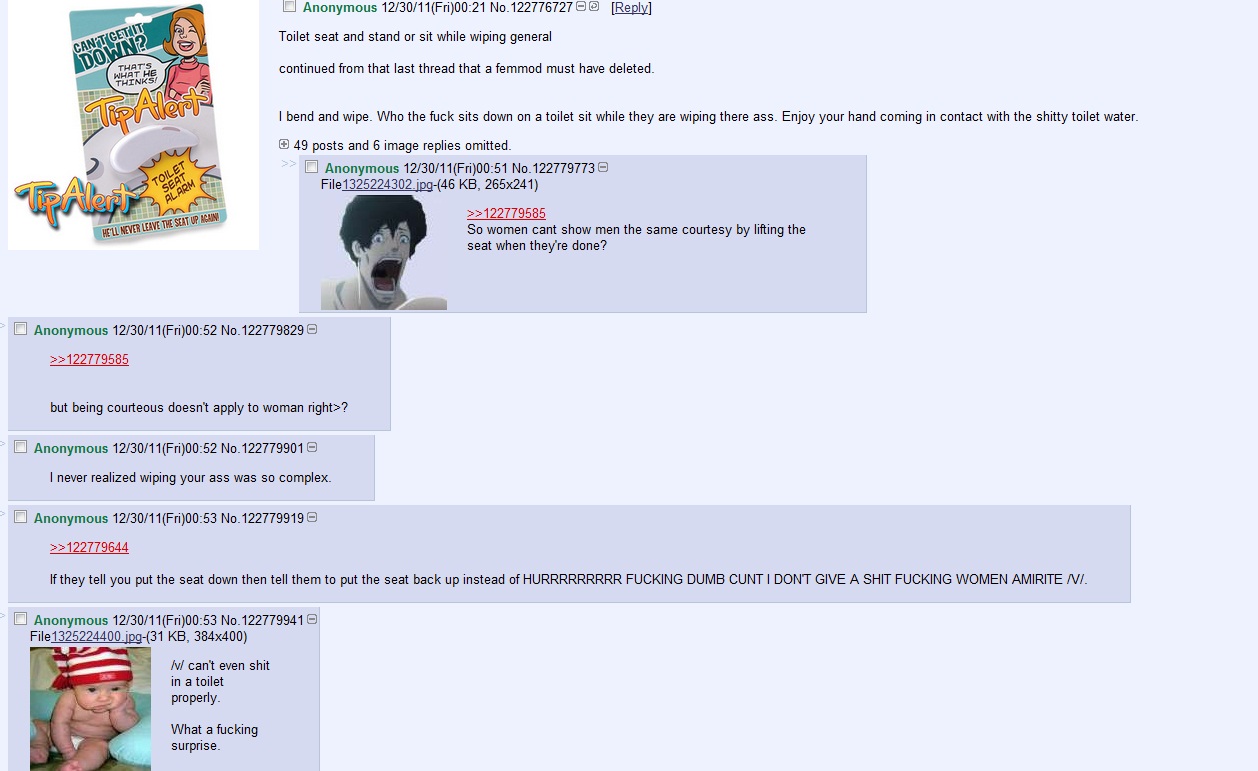 CAN'T GET IT
DOWN?
THAT'S
WHAT HE
THINKS!
TipAlert
TOILET
SEAT
ALARM
TipAlert
HE'LL NEVER LEAVE THE SEAT UP AGAIN!
Anonymous 12/30/11(Fri)00:21 No.122776727 [Reply]
Toilet seat and stand or sit while wiping general
continued from that last thread that a femmod must have deleted.
I bend and wipe. Who the fuck sits down on a toilet sit while they are wiping there ass. Enjoy your hand coming in contact with the shitty toilet water.
49 posts and 6 image replies omitted.
>> Anonymous 12/30/11(Fri)00:51 No.122779773
File1325224302.jpg-(46 KB, 265x241)
>>122779585
So women cant show men the same courtesy by lifting the
seat when they're done?
Anonymous 12/30/11(Fri)00:52 No.122779829
>>122779585
but being courteous doesn't apply to woman right>?
Anonymous 12/30/11(Fri)00:52 No.122779901
I never realized wiping your ass was so complex.
Anonymous 12/30/11(Fri)00:53 No.122779919
>>122779644
If they tell you put the seat down then tell them to put the seat back up instead of HURRRRRRRRR FUCKING DUMB CUNT I DON'T GIVE A SHIT FUCKING WOMEN AMIRITE /V/.
Anonymous 12/30/11(Fri)00:53 No.122779941
File1325224400.jpg-(31 KB, 384x400)
/v/ can't even shit
in a toilet
properly.
What a fucking
surprise.